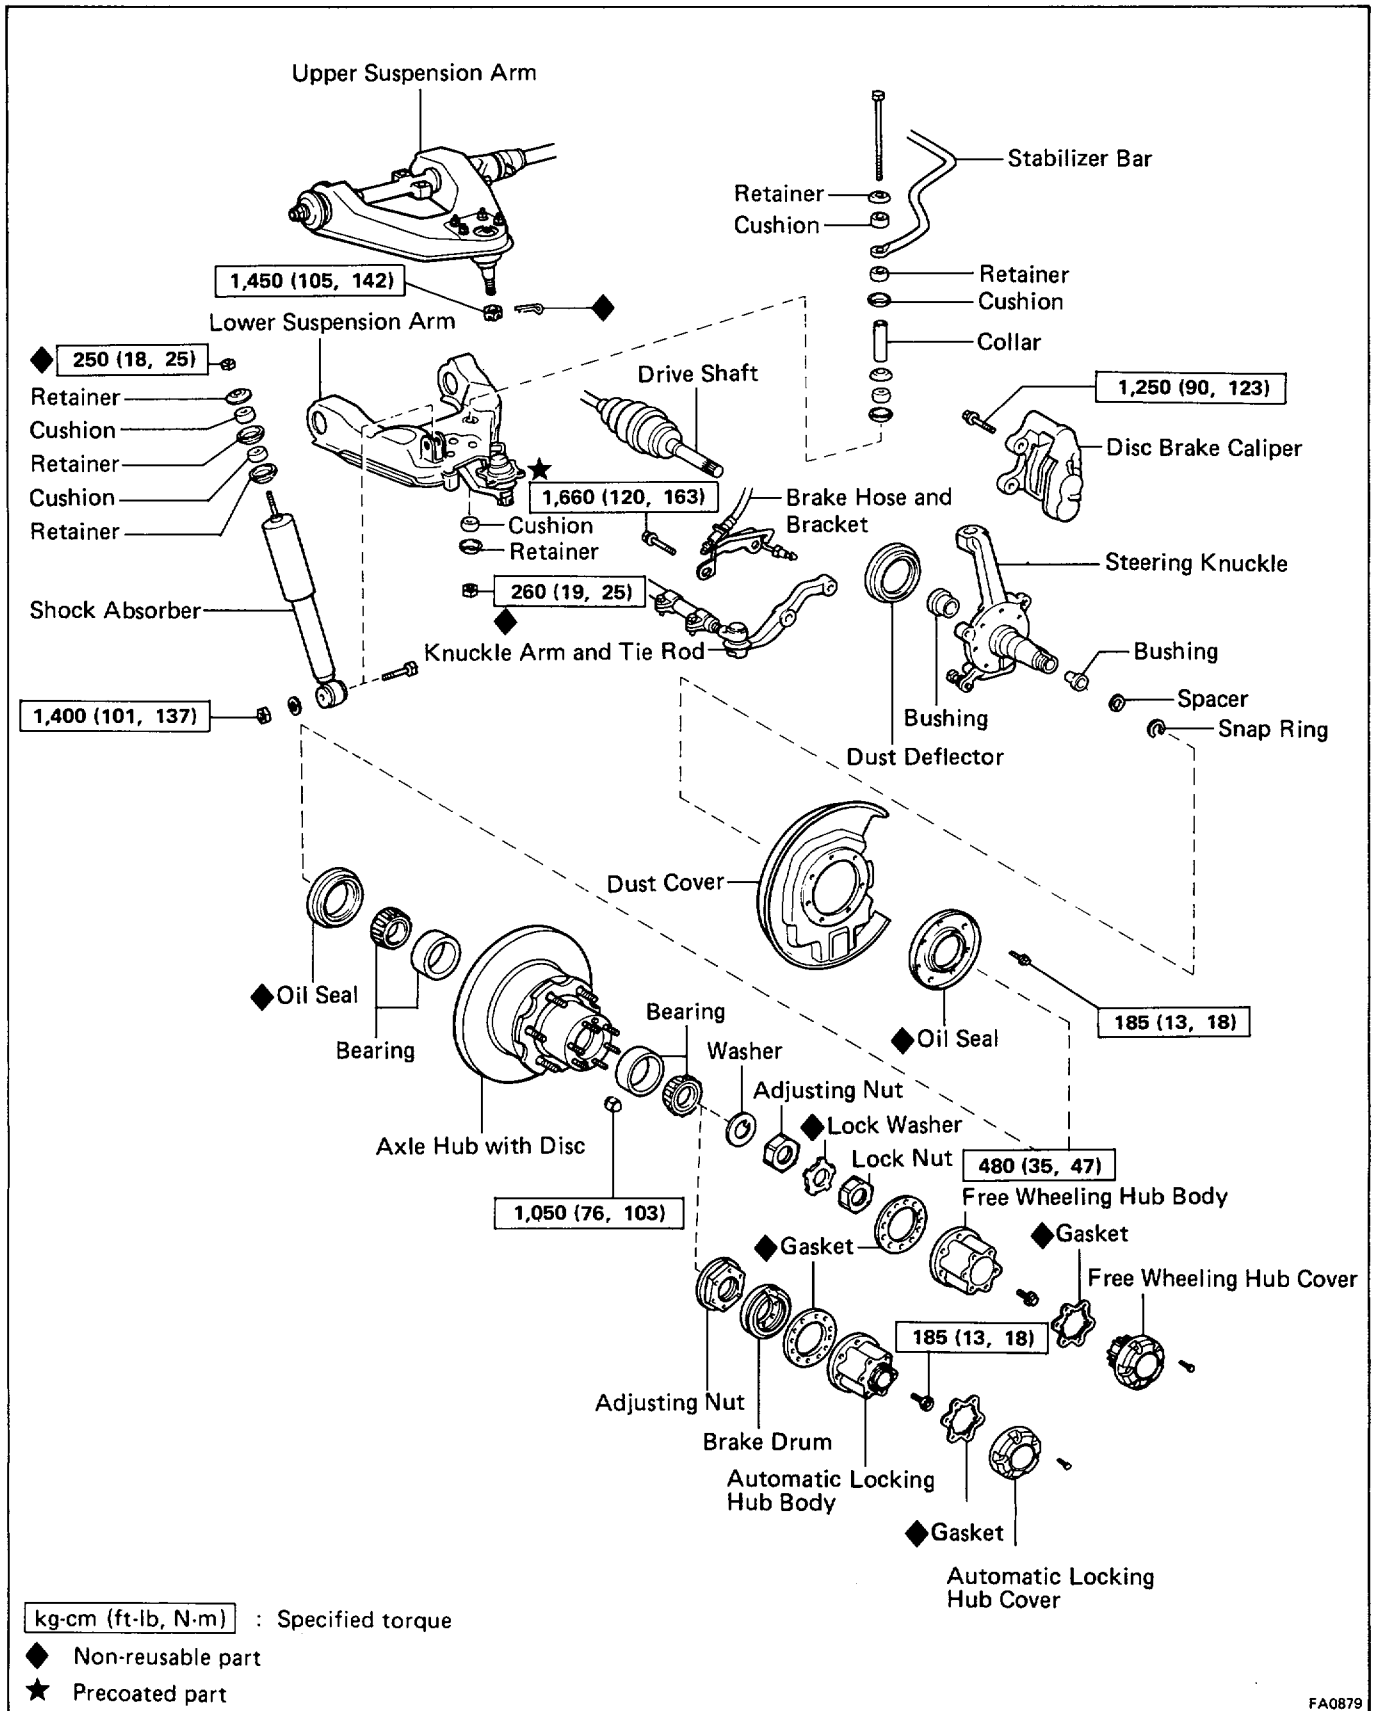 Upper Suspension Arm
Stabilizer Bar
Retainer
Cushion
1,450 (105, 142)
◆
Retainer
Cushion
Lower Suspension Arm
Collar
◆ 250 (18, 25)
Drive Shaft
1,250 (90, 123)
Retainer
Cushion
Retainer
Cushion
Retainer
Disc Brake Caliper
★
1,660 (120, 163)
Brake Hose and
Bracket
Cushion
Retainer
Steering Knuckle
260 (19, 25)
◆
Shock Absorber
Knuckle Arm and Tie Rod
Bushing
Spacer
1,400 (101, 137)
Bushing
Snap Ring
Dust Deflector
Dust Cover
◆Oil Seal
Bearing
Bearing
185 (13, 18)
◆Oil Seal
Washer
Adjusting Nut
◆Lock Washer
Axle Hub with Disc
Lock Nut
480 (35, 47)
Free Wheeling Hub Body
1,050 (76, 103)
◆Gasket
◆Gasket
Free Wheeling Hub Cover
185 (13, 18)
Adjusting Nut
Brake Drum
Automatic Locking
Hub Body
◆Gasket
Automatic Locking
Hub Cover
kg-cm (ft-lb, N·m) : Specified torque
◆ Non-reusable part
★ Precoated part
FA0879